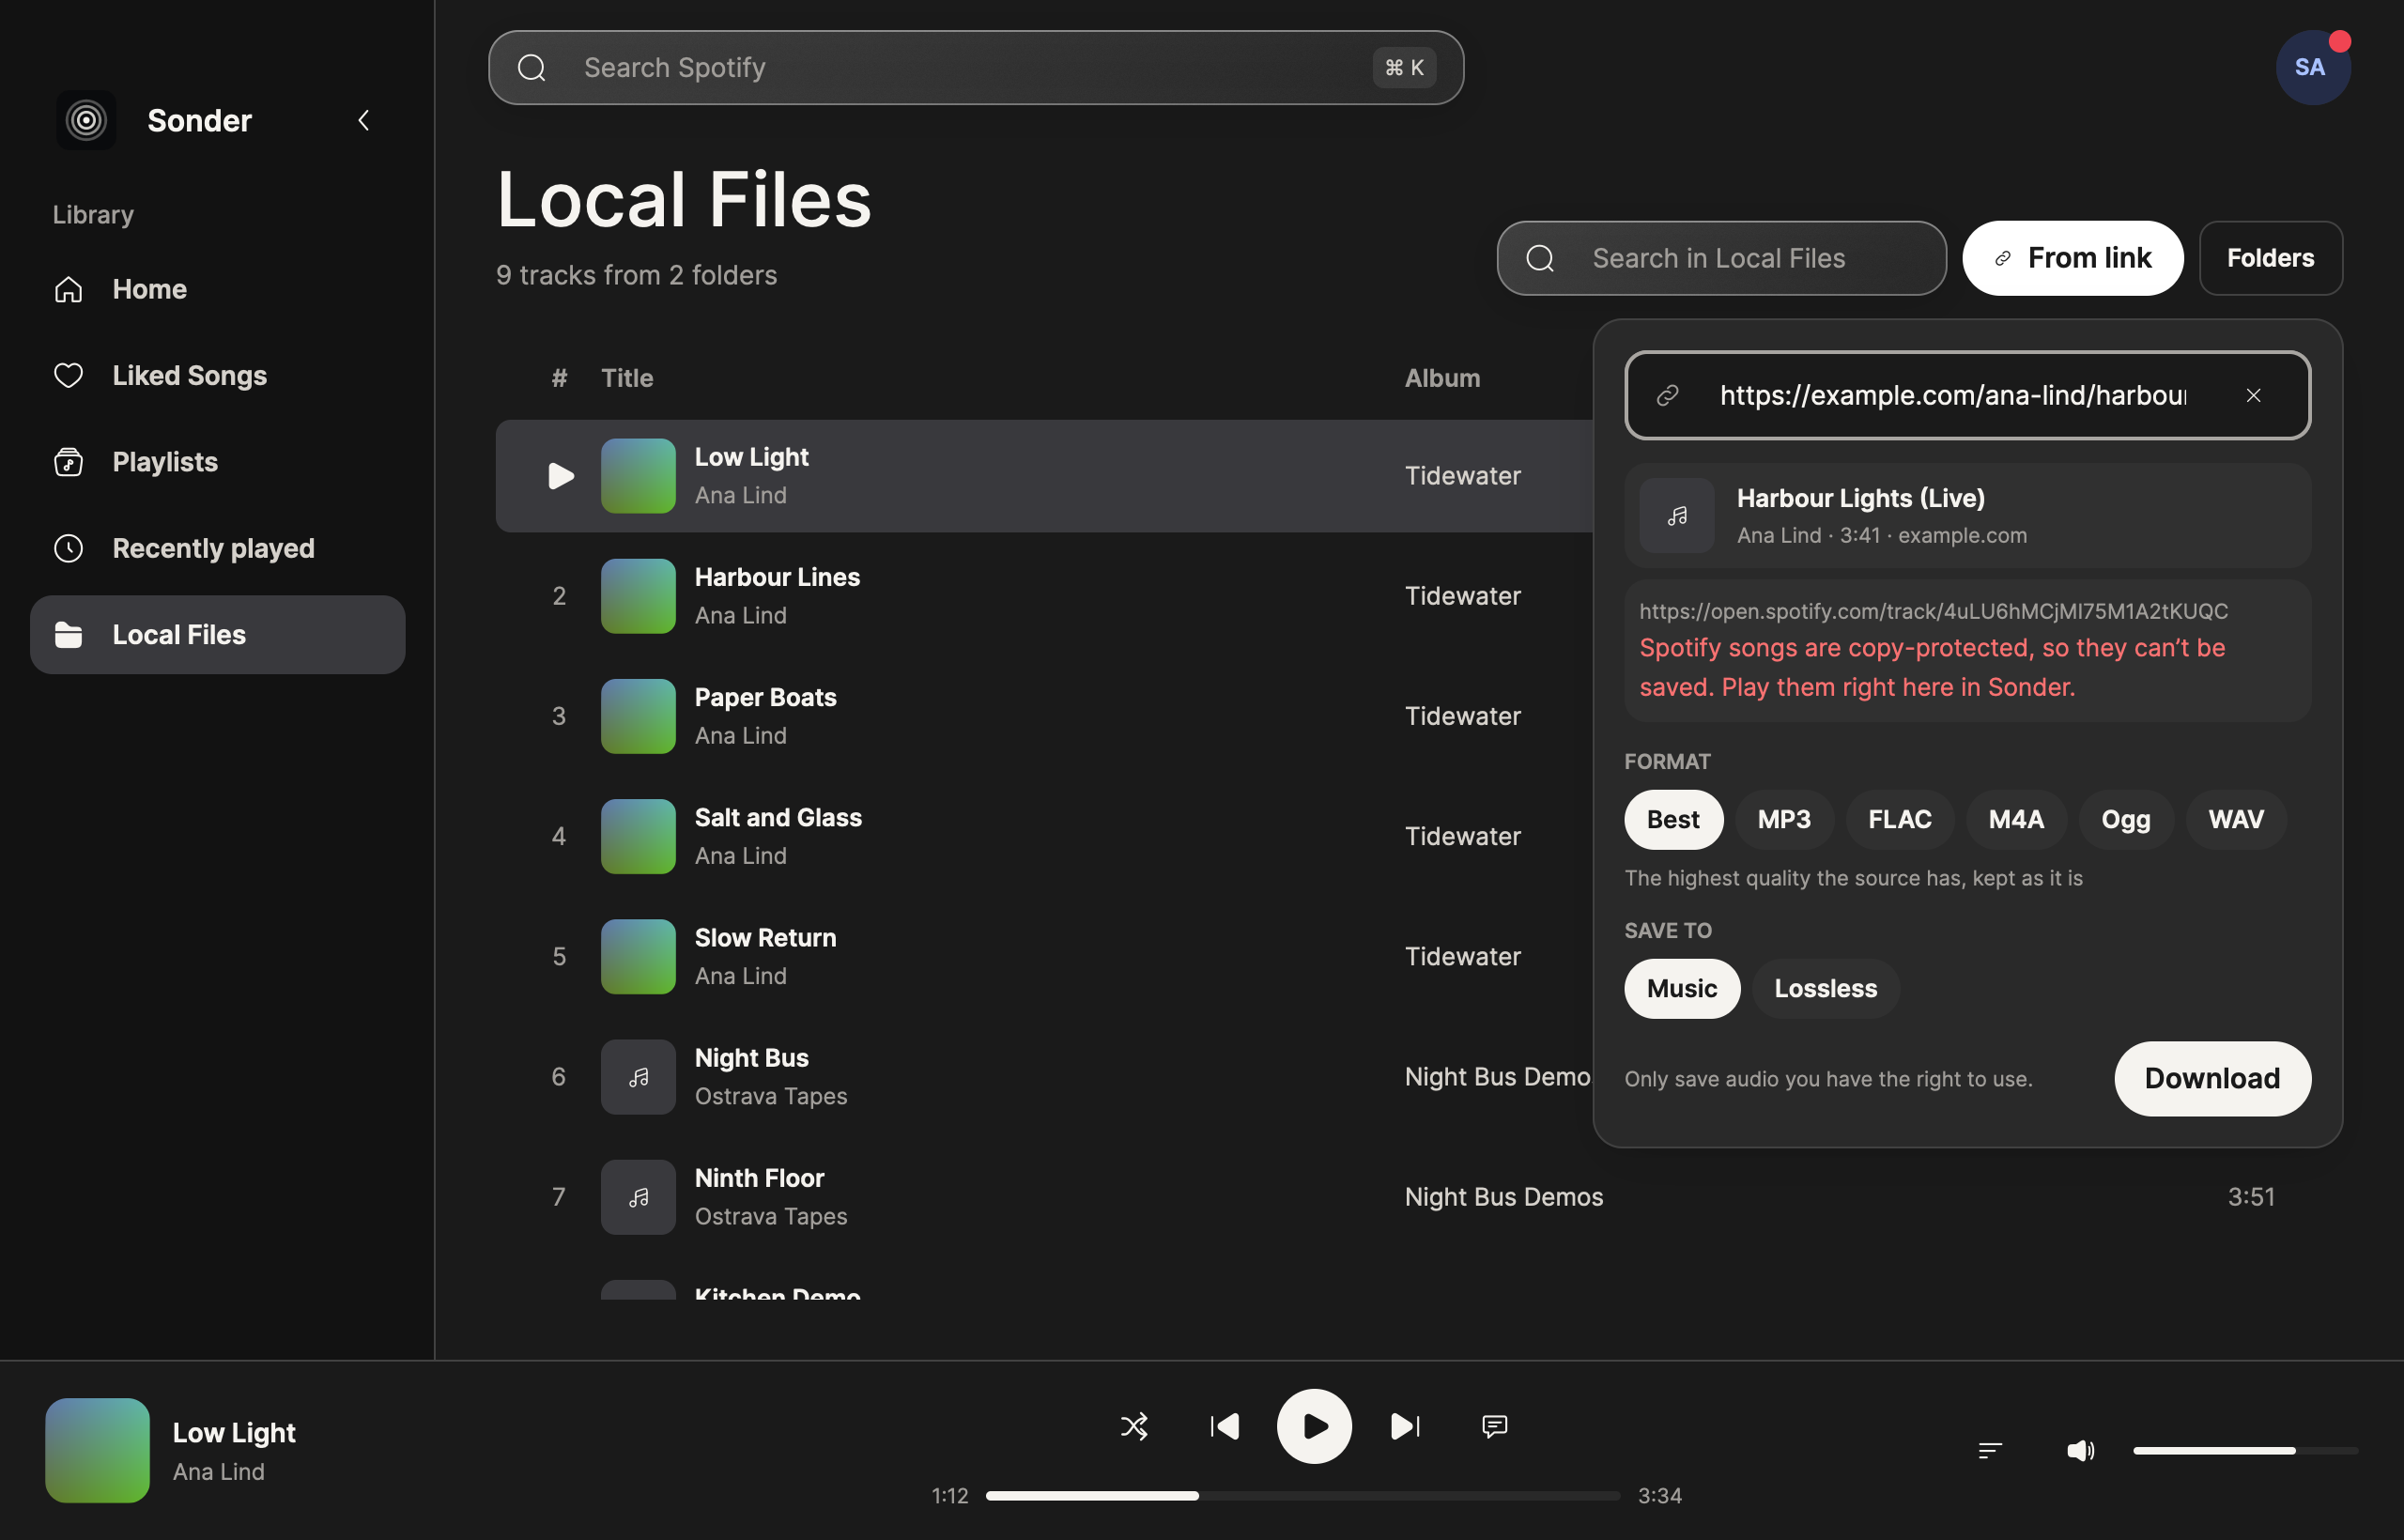 Sonder
Library
Home
Liked Songs
Playlists
Recently played
Local Files
Search Spotify
⌘ K
SA
Local Files
9 tracks from 2 folders
Search in Local Files
From link
Folders
# Title Album
Low Light
Ana Lind
Tidewater
2
Harbour Lines
Ana Lind
Tidewater
3
Paper Boats
Ana Lind
Tidewater
4
Salt and Glass
Ana Lind
Tidewater
5
Slow Return
Ana Lind
Tidewater
6
Night Bus
Ostrava Tapes
Night Bus Demo
7
Ninth Floor
Ostrava Tapes
Night Bus Demos
3:51
Kitchen Demo
https://example.com/ana-lind/harbour
Harbour Lights (Live)
Ana Lind · 3:41 · example.com
https://open.spotify.com/track/4uLU6hMCjMI75M1A2tKUQC
Spotify songs are copy-protected, so they can’t be
saved. Play them right here in Sonder.
FORMAT
Best MP3 FLAC M4A Ogg WAV
The highest quality the source has, kept as it is
SAVE TO
Music Lossless
Only save audio you have the right to use.
Download
Low Light
Ana Lind
1:12
3:34